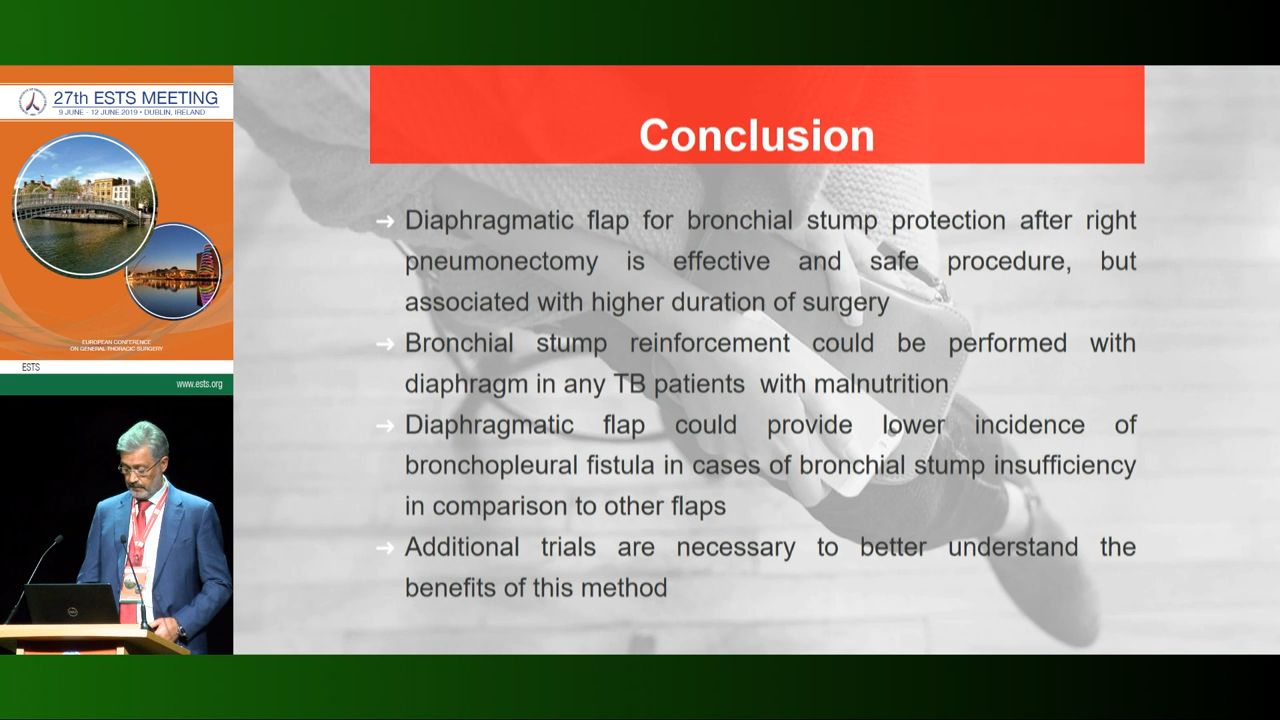 27th ESTS MEETING
9 JUNE - 12 JUNE 2019 • DUBLIN, IRELAND
EUROPEAN CONFERENCE
ON GENERAL THORACIC SURGERY
ESTS
www.ests.org
Conclusion
→ Diaphragmatic flap for bronchial stump protection after right
pneumonectomy is effective and safe procedure, but
associated with higher duration of surgery
→ Bronchial stump reinforcement could be performed with
diaphragm in any TB patients with malnutrition
→ Diaphragmatic flap could provide lower incidence of
bronchopleural fistula in cases of bronchial stump insufficiency
in comparison to other flaps
→ Additional trials are necessary to better understand the
benefits of this method